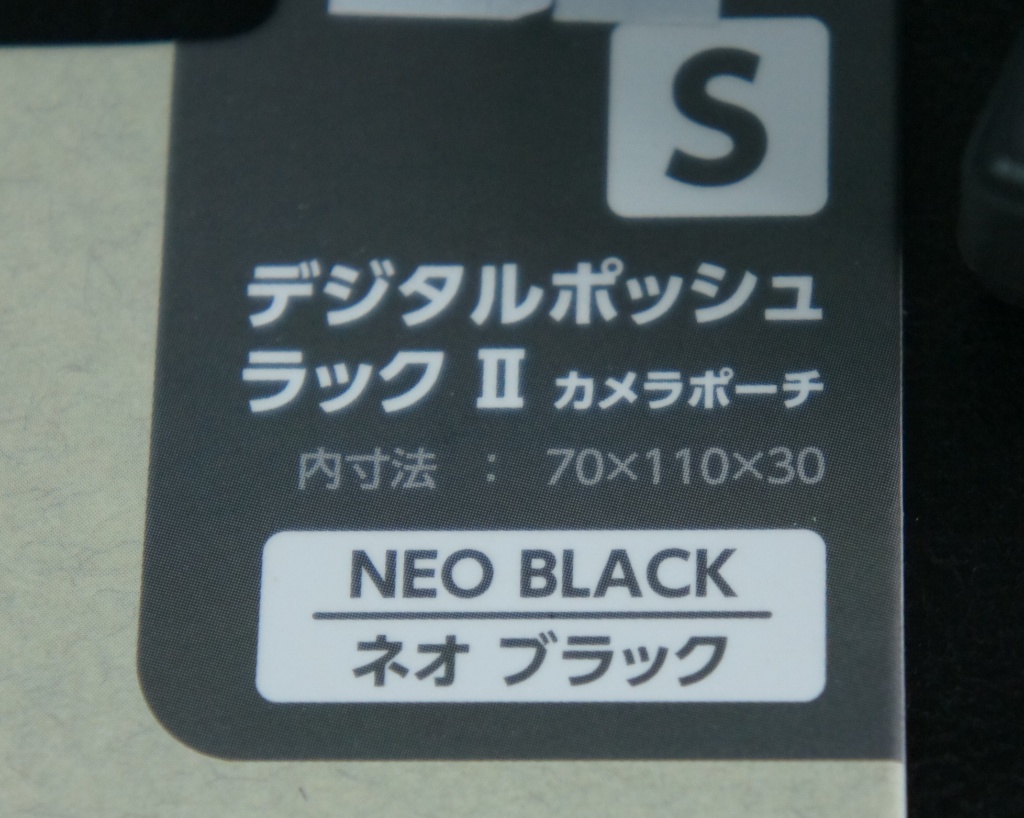 S
デジタルポッシュ
ラック Ⅱ カメラポーチ
内寸法 : 70×110×30
NEO BLACK
ネオ ブラック